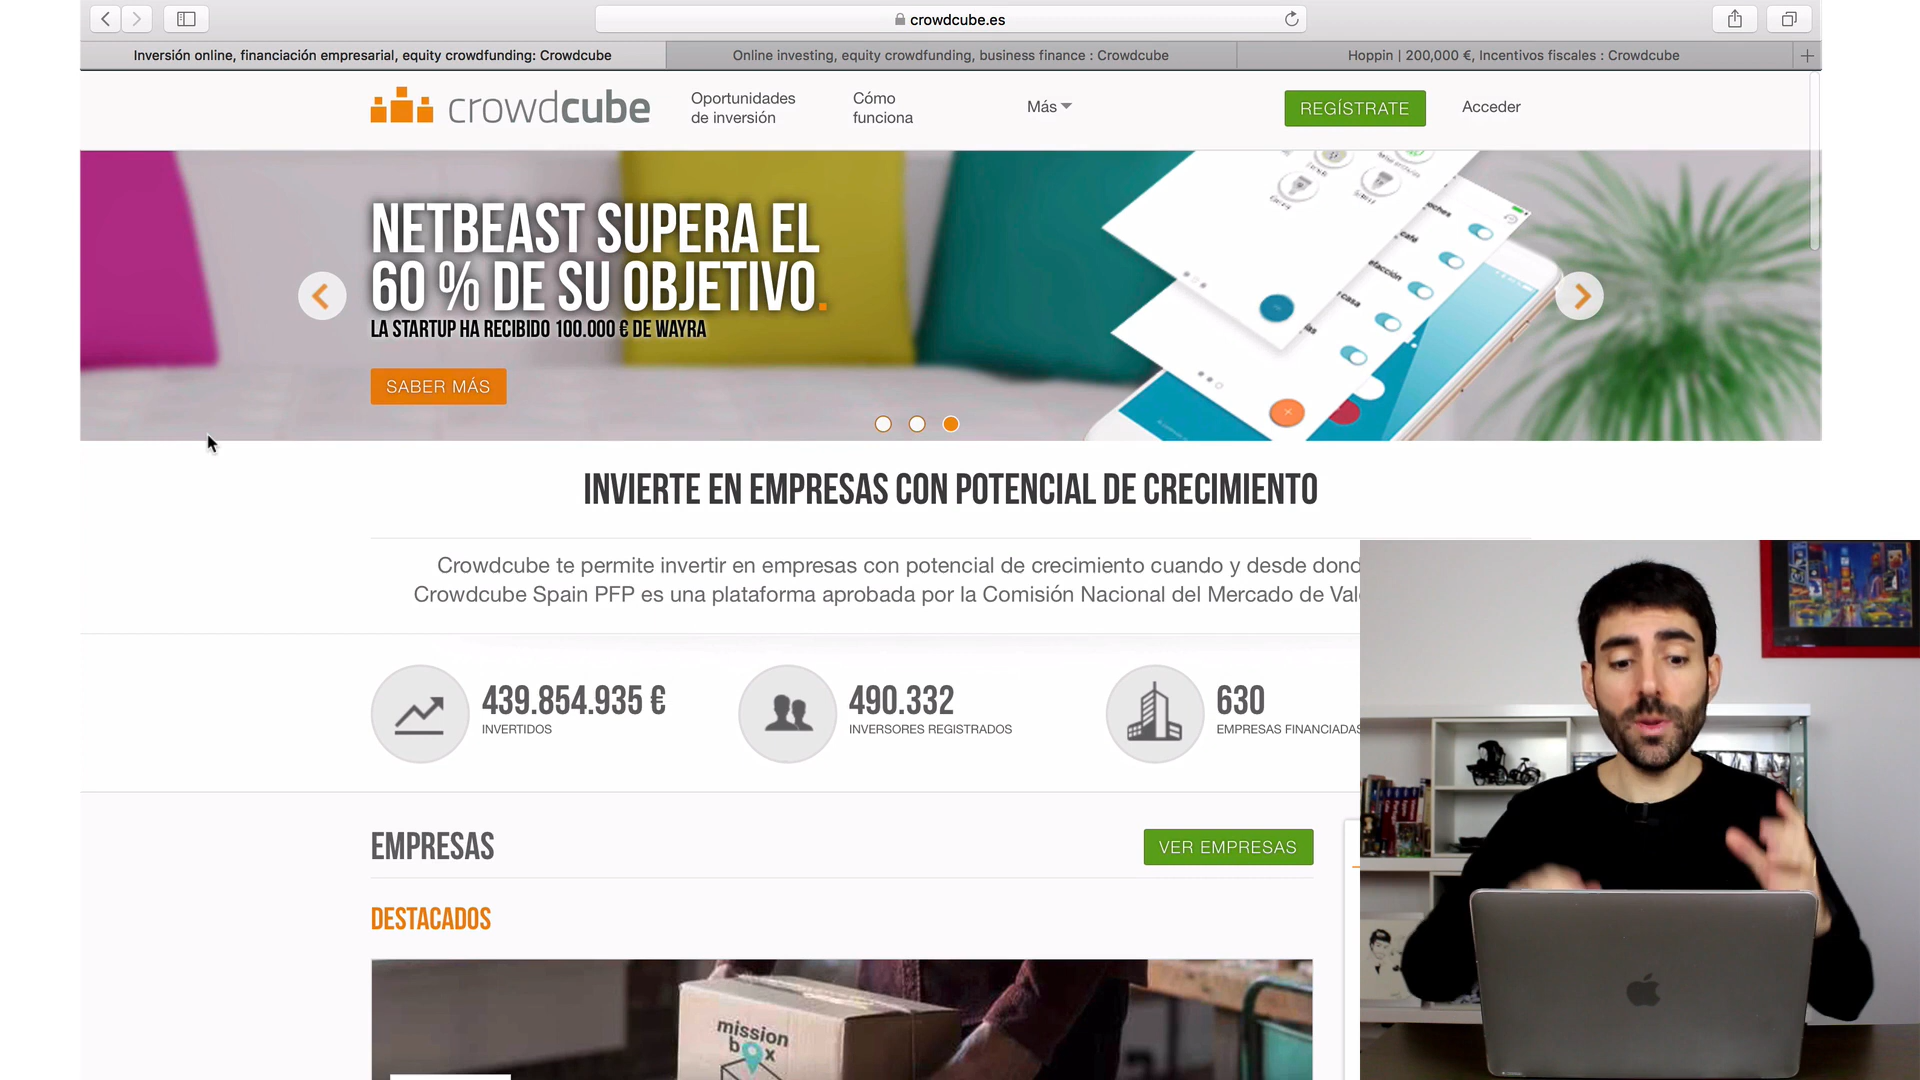 crowdcube.es
Inversión online, financiación empresarial, equity crowdfunding: Crowdcube
Online investing, equity crowdfunding, business finance : Crowdcube
Hoppin | 200,000 €, Incentivos fiscales : Crowdcube
crowdcube
Oportunidades
de inversión
Cómo
funciona
Más
REGÍSTRATE
Acceder
NETBEAST SUPERA EL
60 % DE SU OBJETIVO.
LA STARTUP HA RECIBIDO 100.000 € DE WAYRA
SABER MÁS
INVIERTE EN EMPRESAS CON POTENCIAL DE CRECIMIENTO
Crowdcube te permite invertir en empresas con potencial de crecimiento cuando y desde dond
Crowdcube Spain PFP es una plataforma aprobada por la Comisión Nacional del Mercado de Val
439.854.935 €
INVERTIDOS
490.332
INVERSORES REGISTRADOS
630
EMPRESAS FINANCIADAS
EMPRESAS
VER EMPRESAS
DESTACADOS
mission
box